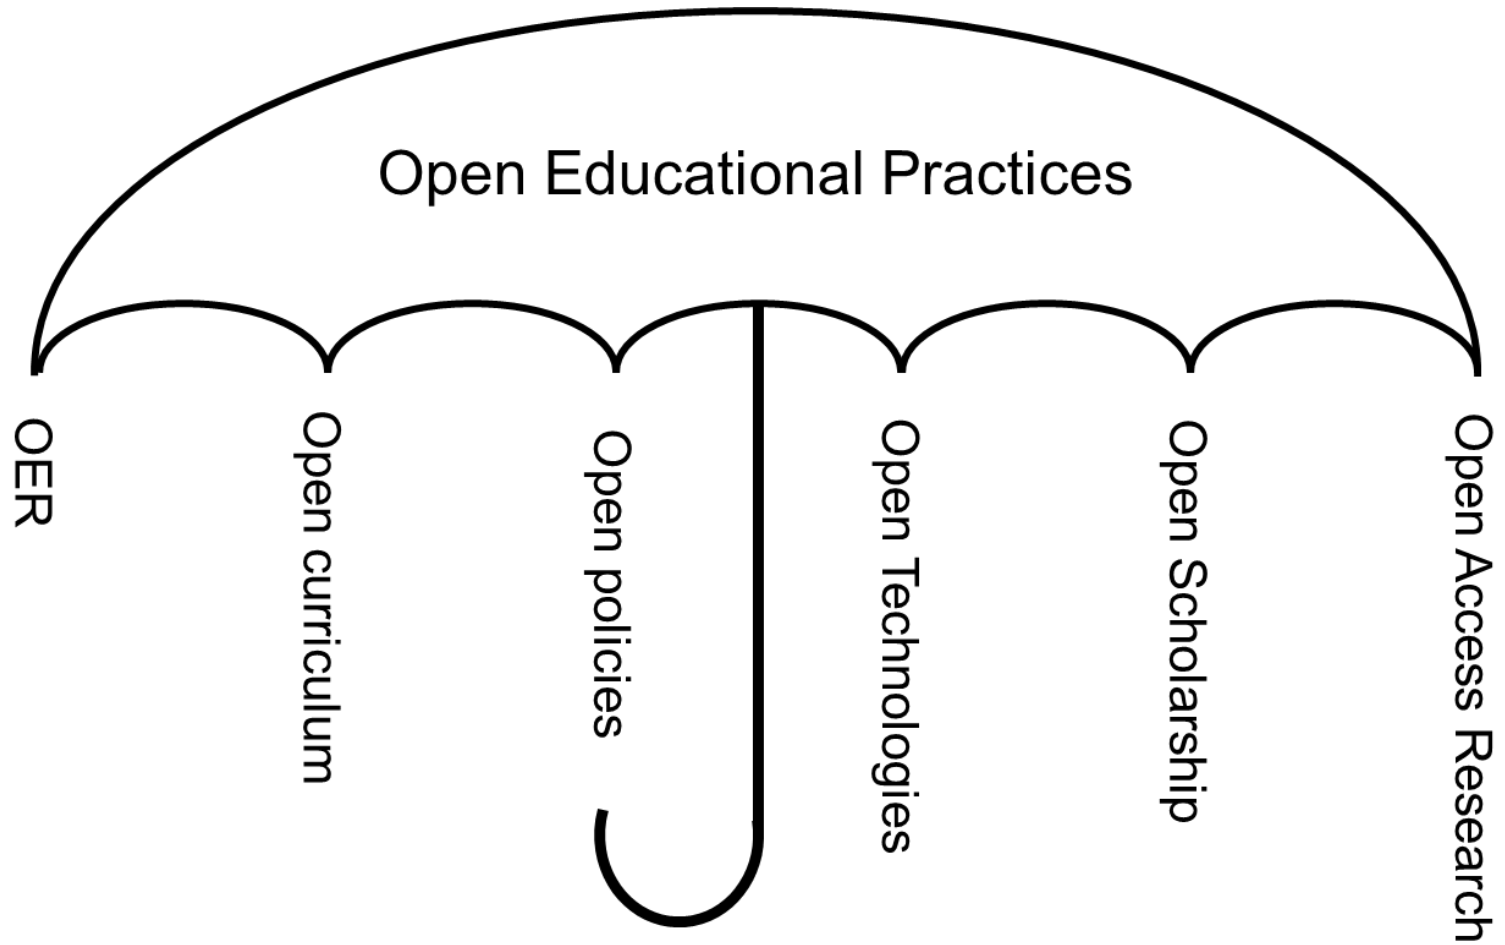 Open Educational Practices
OER
Open curriculum
Open policies
Open Technologies
Open Scholarship
Open Access Research